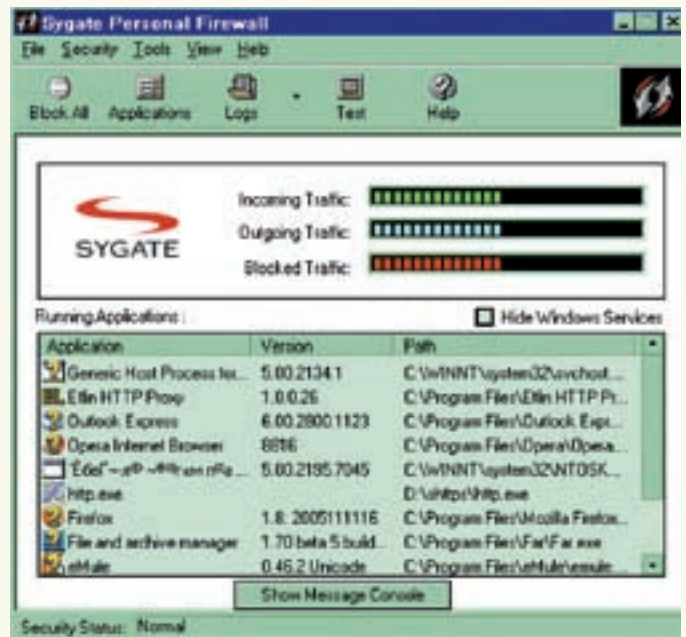 Sygate Personal Firewall
File Security Tools View Help
Block All Applications Logs Test Help
SYGATE
Incoming Traffic:
Outgoing Traffic:
Blocked Traffic:
Running Applications:
Hide Windows Services
Application Version Path
Generic Host Process for... 5.00.2134.1 C:\WINNT\system32\svchost...
Etlin HTTP Proxy 1.0.0.26 C:\Program Files\Etlin HTTP Pr...
Outlook Express 6.00.2800.1123 C:\Program Files\Outlook Expr...
Opera Internet Browser 8816 C:\Program Files\Opera\Opera...
5.00.2195.7045 C:\WINNT\system32\NTOSK...
http.exe D:\shttps\http.exe
Firefox 1.8: 2005111116 C:\Program Files\Mozilla Firefox...
File and archive manager 1.70 beta 5 build... C:\Program Files\Far\Far.exe
eMule 0.46.2 Unicode C:\Program Files\eMule\emule...
Show Message Console
Security Status: Normal